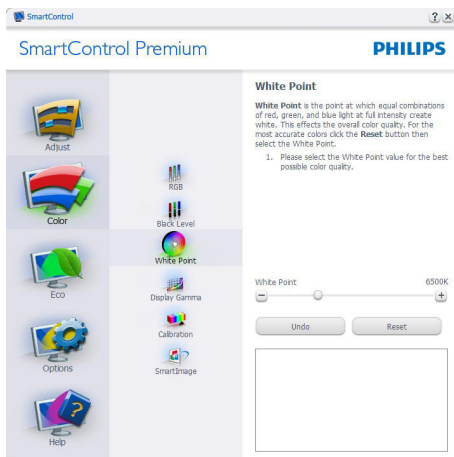 SmartControl
SmartControl Premium
PHILIPS
Adjust
Color
Eco
Options
Help
RGB
Black Level
White Point
Display Gamma
Calibration
SmartImage
White Point
White Point is the point at which equal combinations
of red, green, and blue light at full intensity create
white. This effects the overall color quality. For the
most accurate colors click the Reset button then
select the White Point.
1. Please select the White Point value for the best
possible color quality.
White Point 6500K
Undo Reset